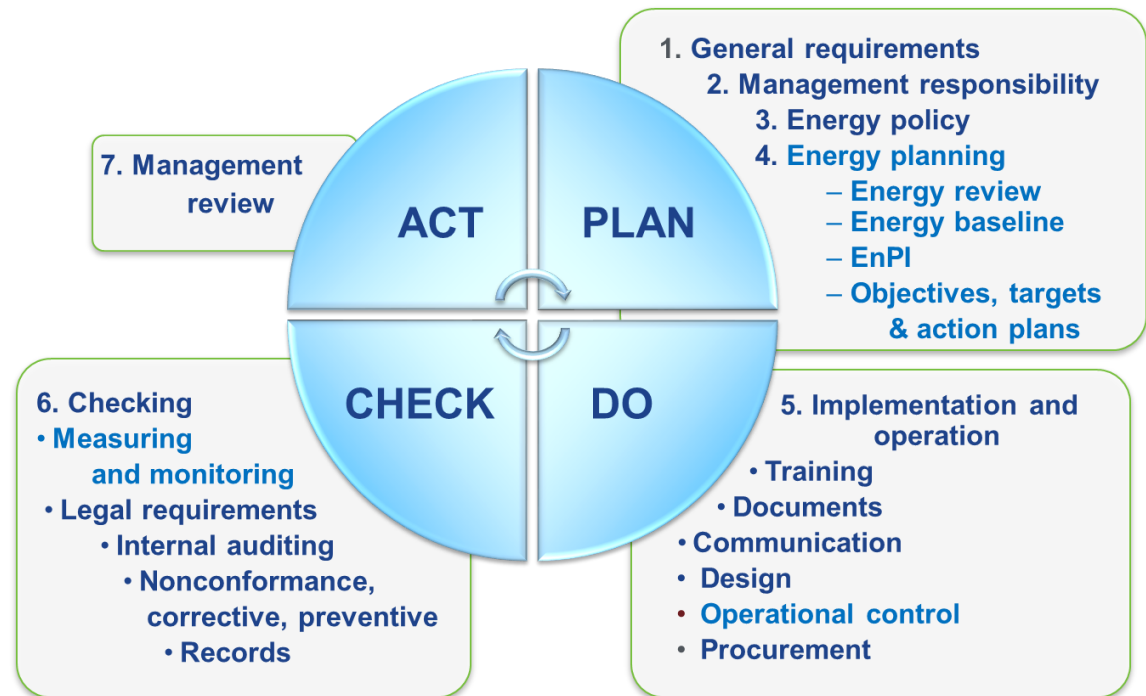 1. General requirements
2. Management responsibility
3. Energy policy
4. Energy planning
– Energy review
– Energy baseline
– EnPI
– Objectives, targets
& action plans
7. Management
review
ACT
PLAN
CHECK
DO
6. Checking
• Measuring
and monitoring
• Legal requirements
• Internal auditing
• Nonconformance,
corrective, preventive
• Records
5. Implementation and
operation
• Training
• Documents
• Communication
• Design
• Operational control
• Procurement